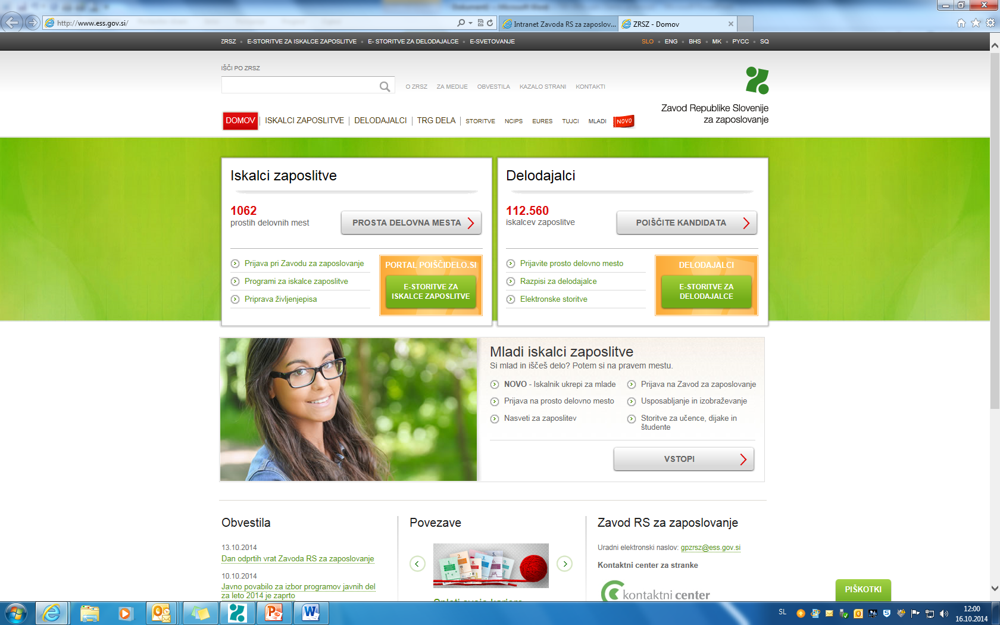 http://www.ess.gov.si/
Intranet Zavoda RS za zaposlov...
ZRSZ - Domov
ZRSZ • E-STORITVE ZA ISKALCE ZAPOSLITVE • E- STORITVE ZA DELODAJALCE • E-SVETOVANJE
SLO • ENG • BHS • MK • РУСС • SQ
IŠČI PO ZRSZ
O ZRSZ ZA MEDIJE OBVESTILA KAZALO STRANI KONTAKTI
Zavod Republike Slovenije
za zaposlovanje
DOMOV | ISKALCI ZAPOSLITVE | DELODAJALCI | TRG DELA | STORITVE NCIPS EURES TUJCI MLADI NOVO
Iskalci zaposlitve
1062
prostih delovnih mest
PROSTA DELOVNA MESTA
Prijava pri Zavodu za zaposlovanje
Programi za iskalce zaposlitve
Priprava življenjepisa
PORTAL POIŠČIDELO.SI
E-STORITVE ZA
ISKALCE ZAPOSLITVE
Delodajalci
112.560
iskalcev zaposlitve
POIŠČITE KANDIDATA
Prijavite prosto delovno mesto
Razpisi za delodajalce
Elektronske storitve
DELODAJALCI
E-STORITVE ZA
DELODAJALCE
Mladi iskalci zaposlitve
Si mlad in iščeš delo? Potem si na pravem mestu.
NOVO - Iskalnik ukrepi za mlade
Prijava na prosto delovno mesto
Nasveti za zaposlitev
Prijava na Zavod za zaposlovanje
Usposabljanje in izobraževanje
Storitve za učence, dijake in
študente
VSTOPI
Obvestila
13.10.2014
Dan odprtih vrat Zavoda RS za zaposlovanje
10.10.2014
Javno povabilo za izbor programov javnih del
za leto 2014 je zaprto
Povezave
Zavod RS za zaposlovanje
Uradni elektronski naslov: gpzrsz@ess.gov.si
Kontaktni center za stranke
kontaktni center
PIŠKOTKI
SL
12:00
16.10.2014